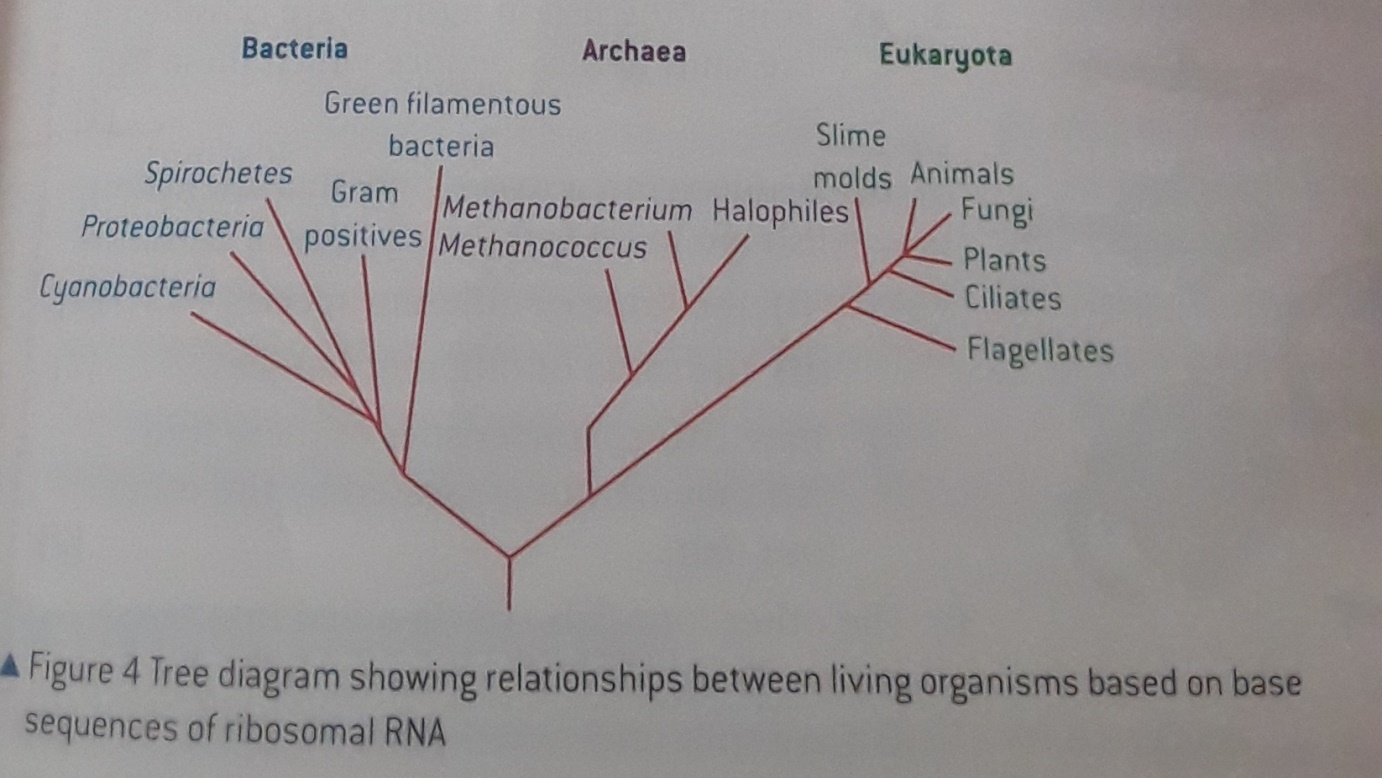 Bacteria
Archaea
Eukaryota
Green filamentous
bacteria
Spirochetes
Gram
positives
Proteobacteria
Cyanobacteria
Methanobacterium
Methanococcus
Halophiles
Slime
molds
Animals
Fungi
Plants
Ciliates
Flagellates
▲ Figure 4 Tree diagram showing relationships between living organisms based on base
sequences of ribosomal RNA